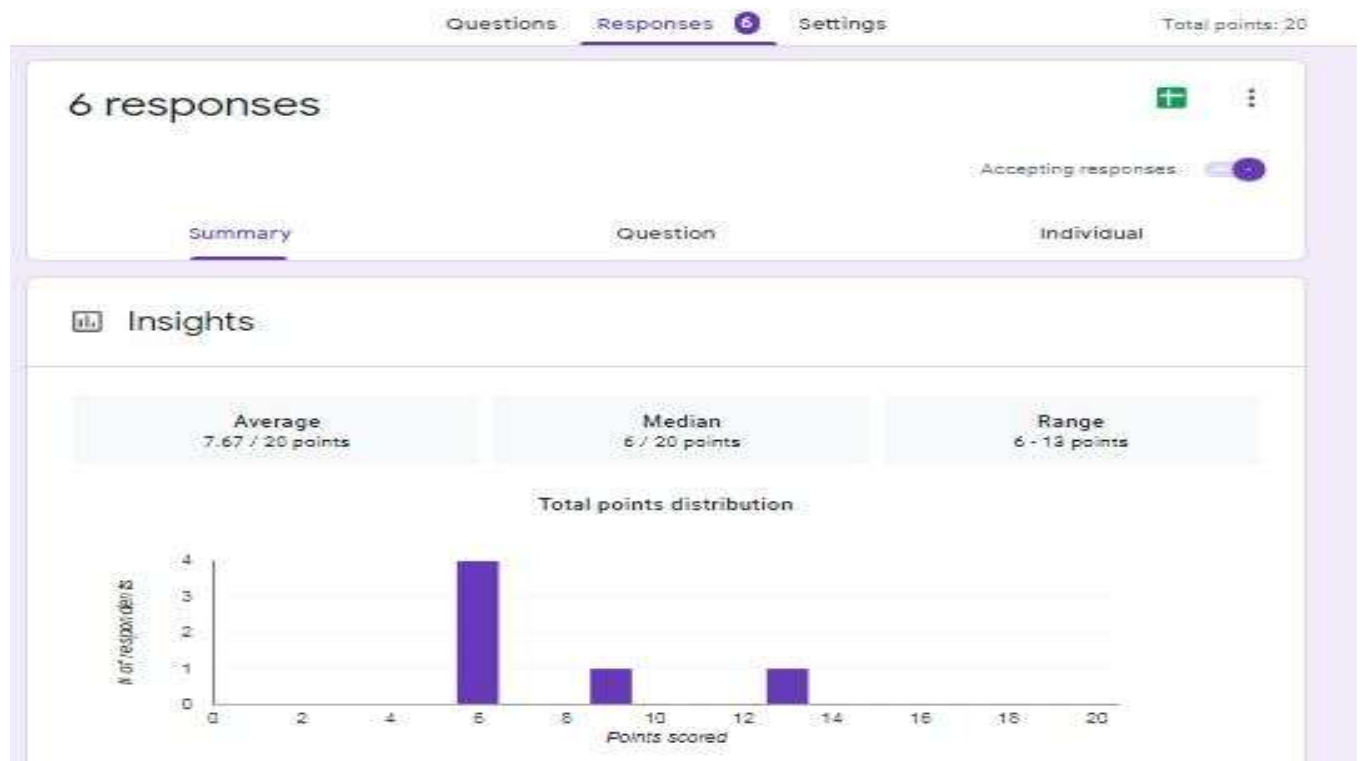 Questions Responses 6 Settings Total points: 20
6 responses
Accepting responses
Summary Question Individual
Insights
Average Median Range
7.67 / 20 points 6 / 20 points 6 - 13 points
Total points distribution
# of respondents
4
3
2
1
0
0 2 4 6 8 10 12 14 16 18 20
Points scored